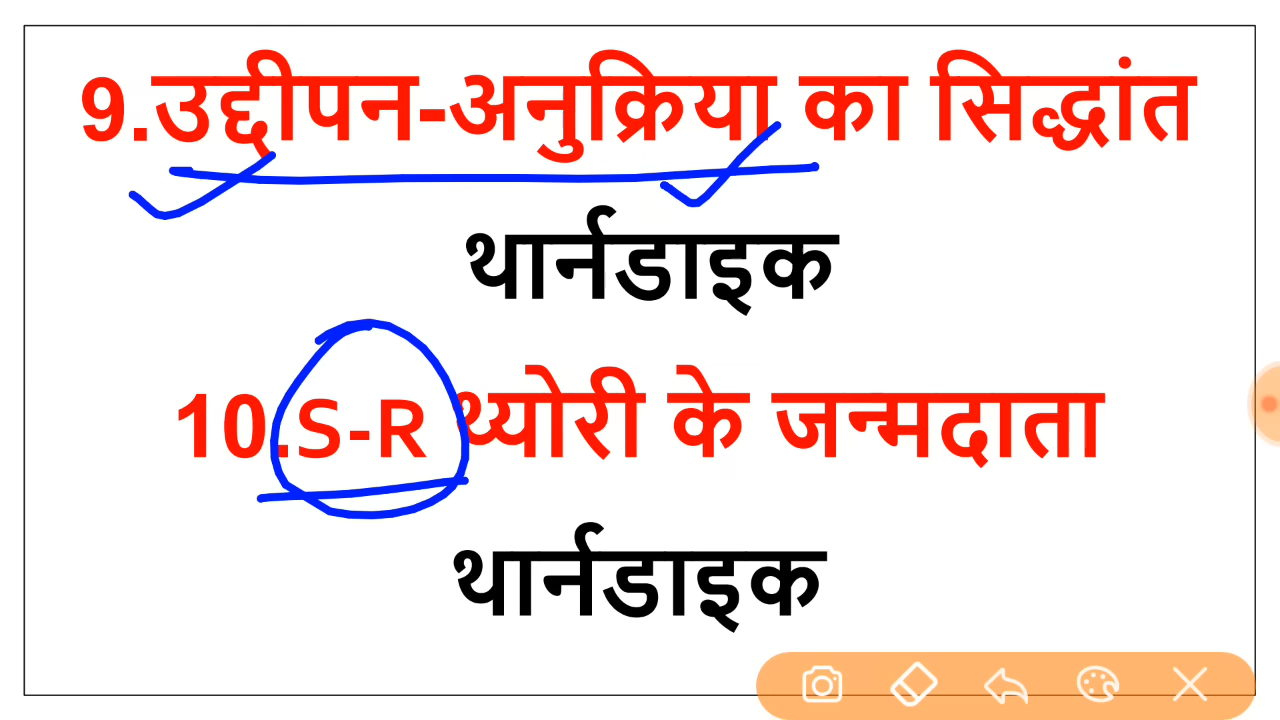 9.उद्दीपन-अनुक्रिया का सिद्धांत
थार्नडाइक
10.S-R थ्योरी के जन्मदाता
थार्नडाइक